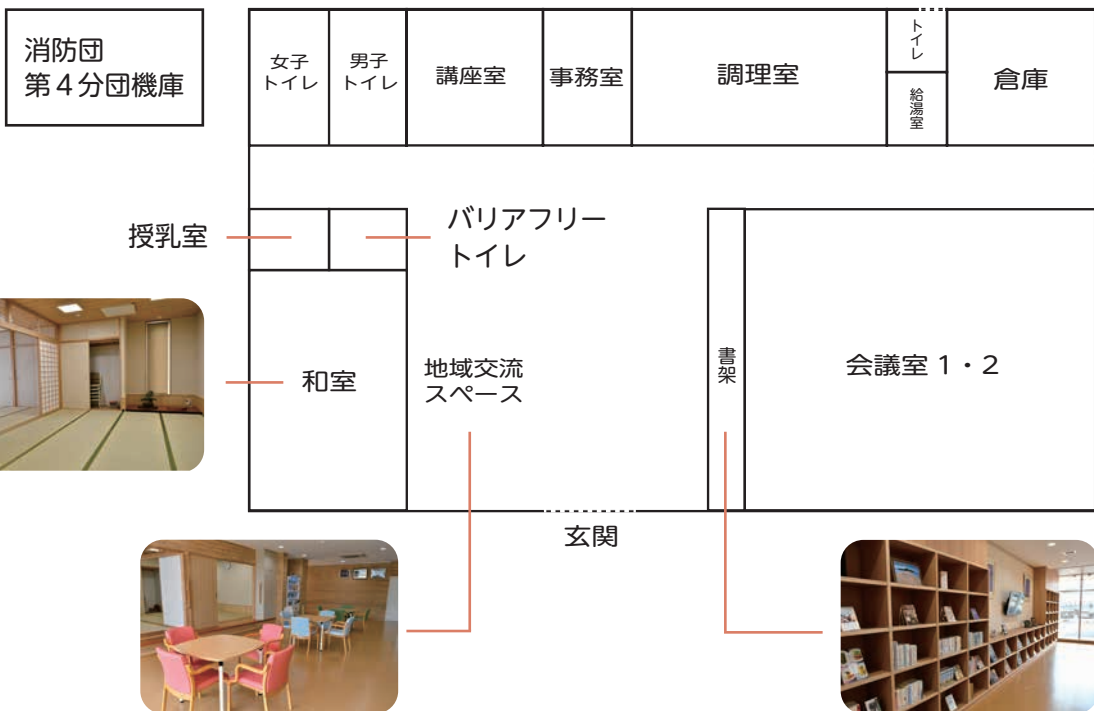 消防団
第4分団機庫
女子
トイレ
男子
トイレ
講座室
事務室
調理室
トイレ
給湯室
倉庫
授乳室
バリアフリー
トイレ
和室
地域交流
スペース
書架
会議室 1・2
玄関